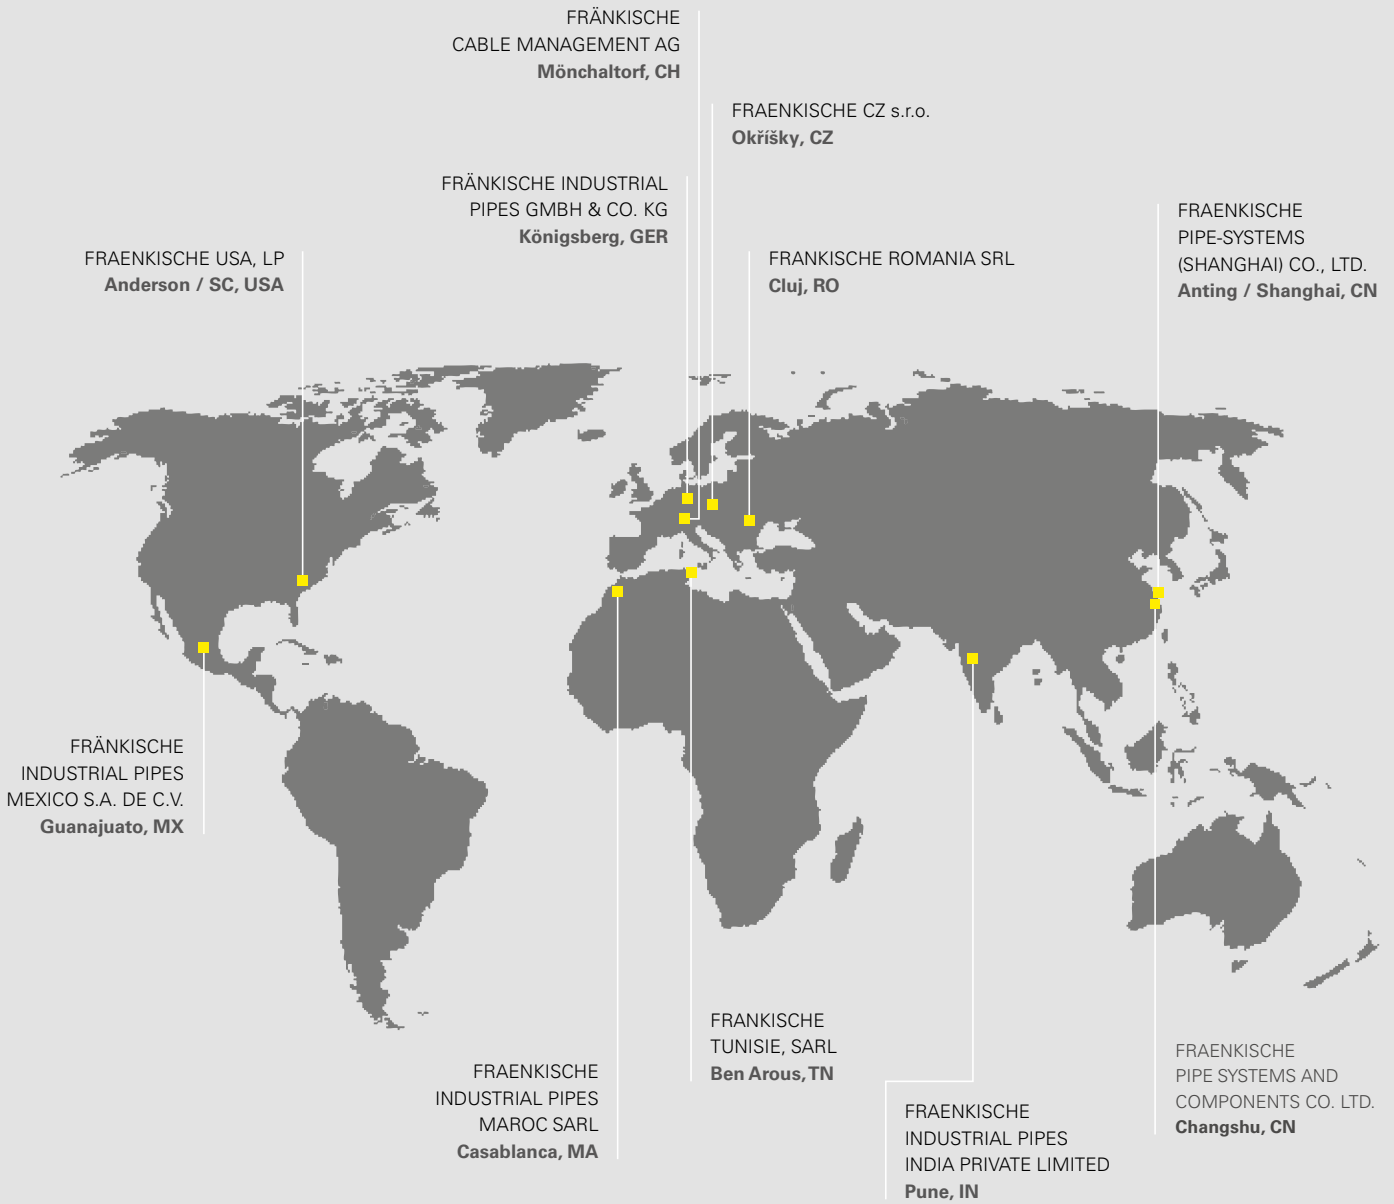 FRÄNKISCHE
CABLE MANAGEMENT AG
Mönchaltorf, CH
FRAENKISCHE CZ s.r.o.
Okříšky, CZ
FRÄNKISCHE INDUSTRIAL
PIPES GMBH & CO. KG
Königsberg, GER
FRAENKISCHE
PIPE-SYSTEMS
(SHANGHAI) CO., LTD.
Anting / Shanghai, CN
FRAENKISCHE USA, LP
Anderson / SC, USA
FRANKISCHE ROMANIA SRL
Cluj, RO
FRÄNKISCHE
INDUSTRIAL PIPES
MEXICO S.A. DE C.V.
Guanajuato, MX
FRANKISCHE
TUNISIE, SARL
Ben Arous, TN
FRAENKISCHE
INDUSTRIAL PIPES
MAROC SARL
Casablanca, MA
FRAENKISCHE
PIPE SYSTEMS AND
COMPONENTS CO. LTD.
Changshu, CN
FRAENKISCHE
INDUSTRIAL PIPES
INDIA PRIVATE LIMITED
Pune, IN